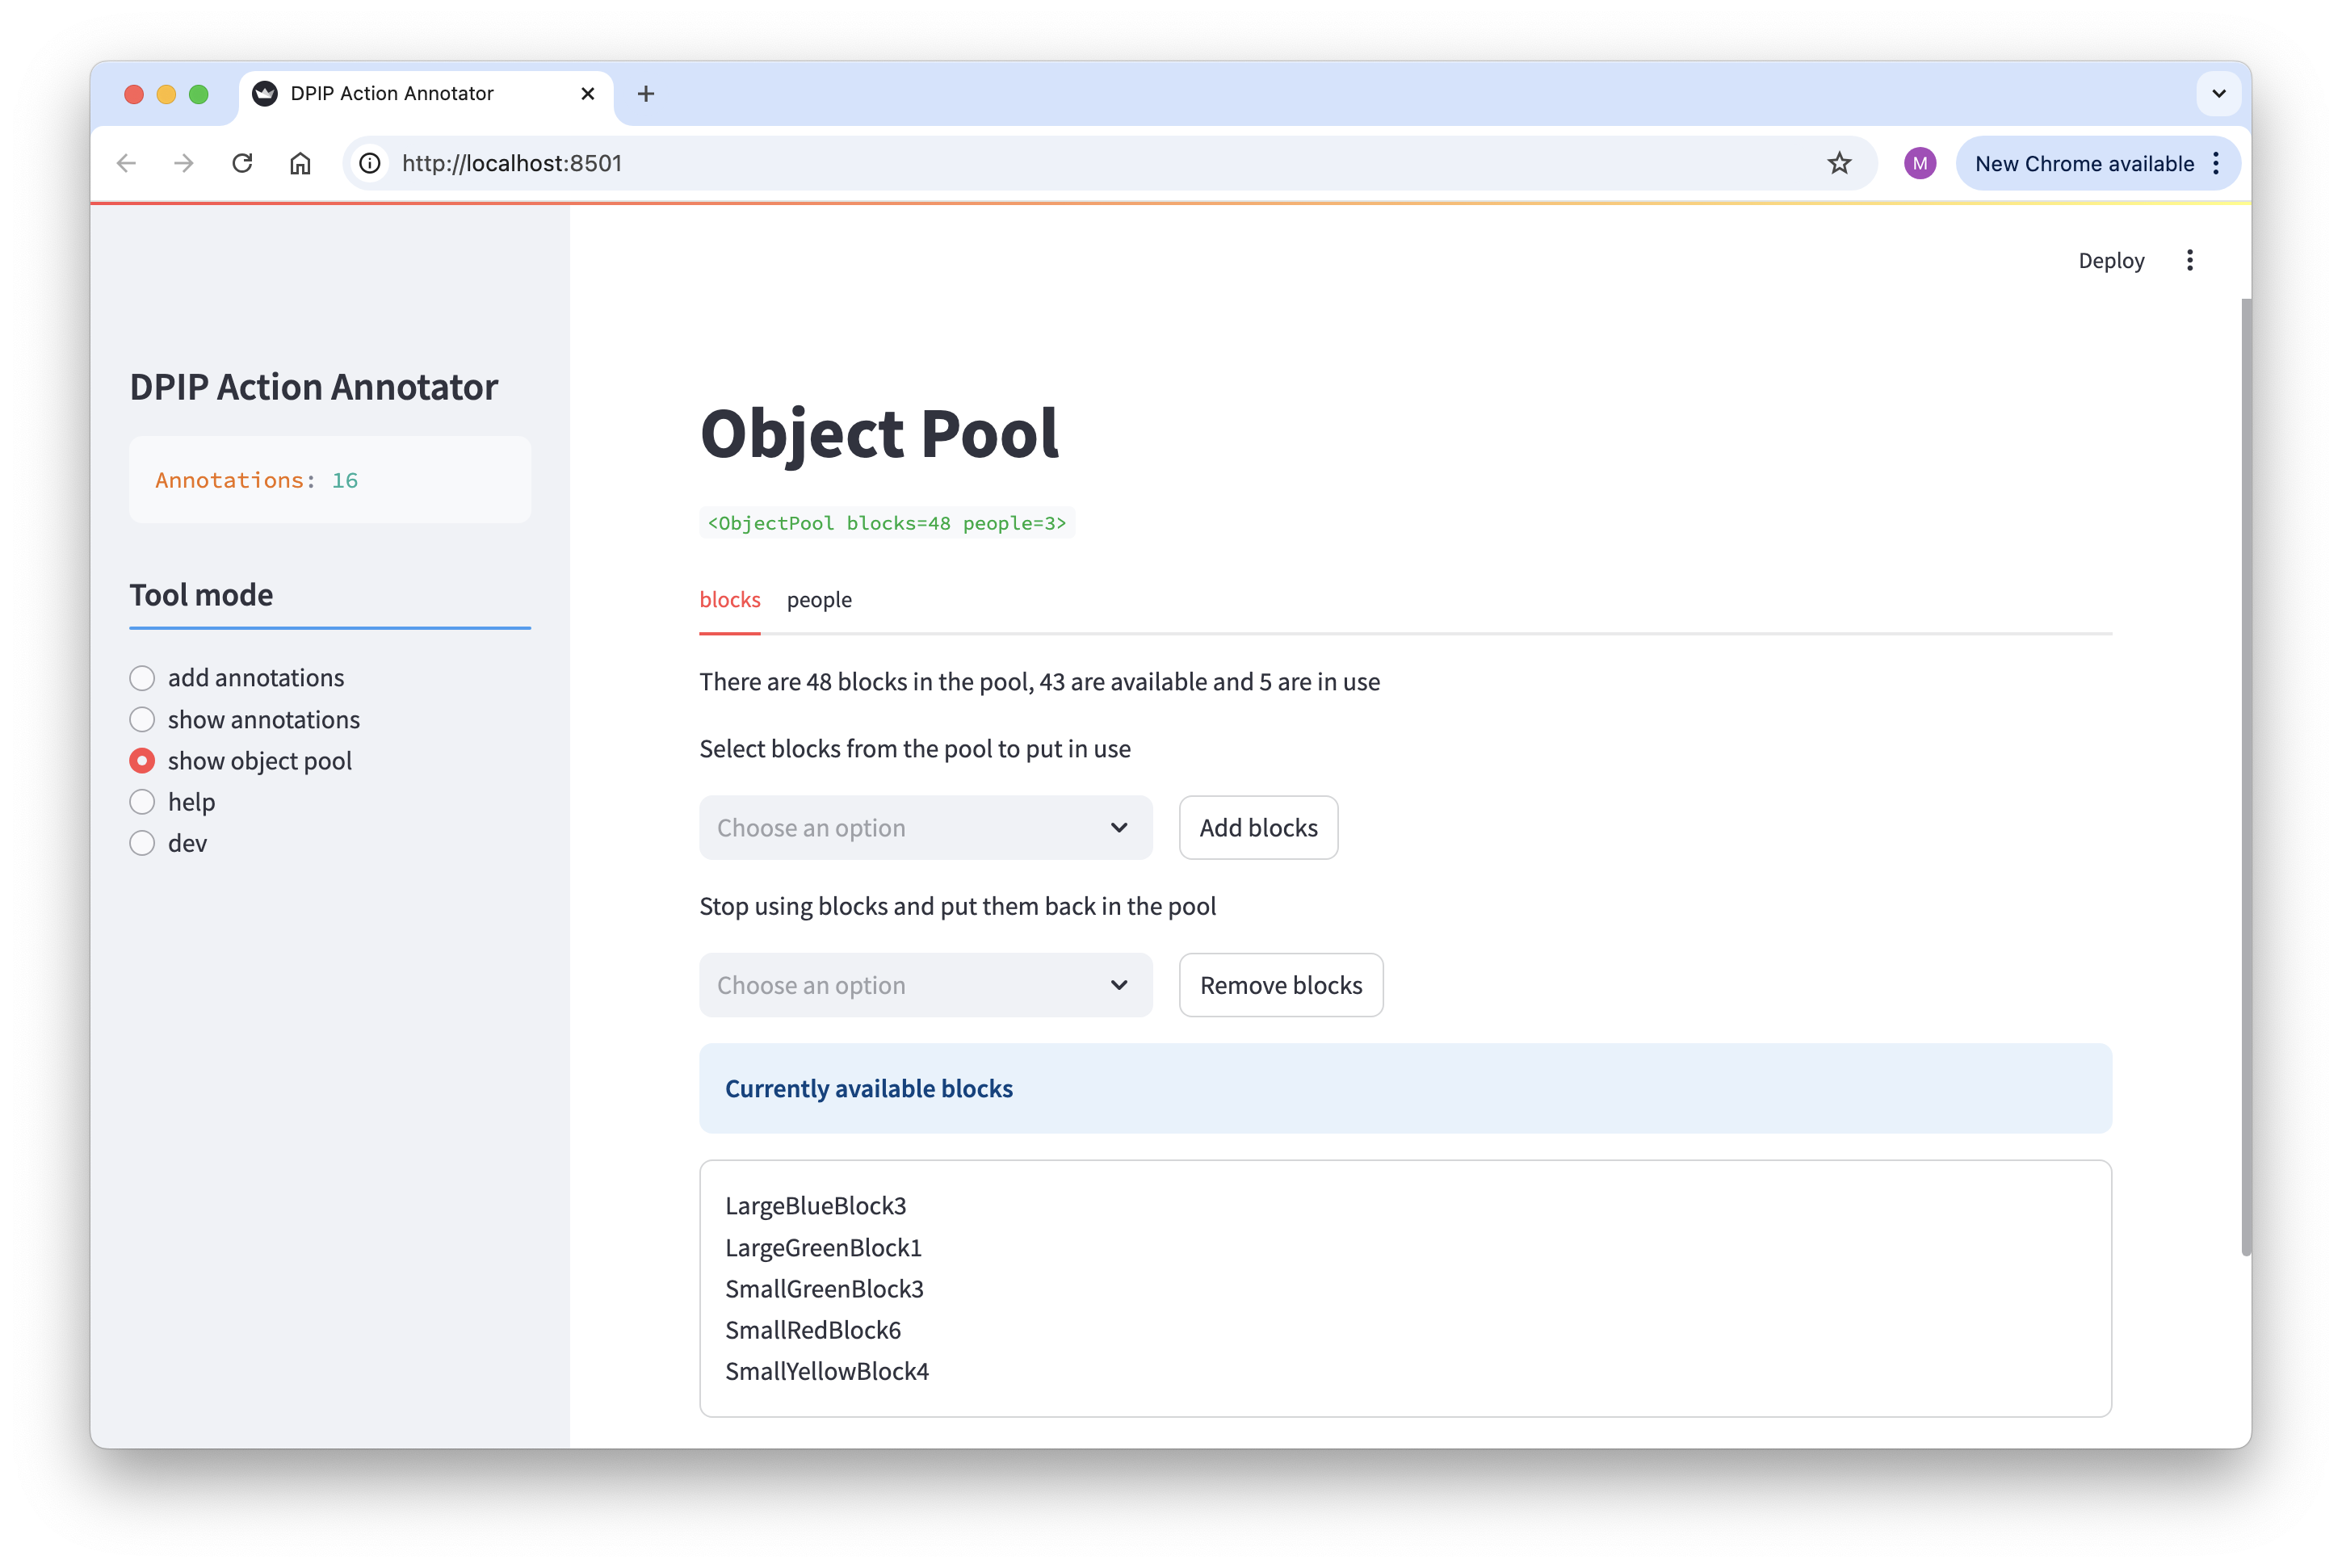 DPIP Action Annotator
http://localhost:8501
M
New Chrome available
Deploy
DPIP Action Annotator
Annotations: 16
Tool mode
add annotations
show annotations
show object pool
help
dev
Object Pool
<ObjectPool blocks=48 people=3>
blocks people
There are 48 blocks in the pool, 43 are available and 5 are in use
Select blocks from the pool to put in use
Choose an option
Add blocks
Stop using blocks and put them back in the pool
Choose an option
Remove blocks
Currently available blocks
LargeBlueBlock3
LargeGreenBlock1
SmallGreenBlock3
SmallRedBlock6
SmallYellowBlock4